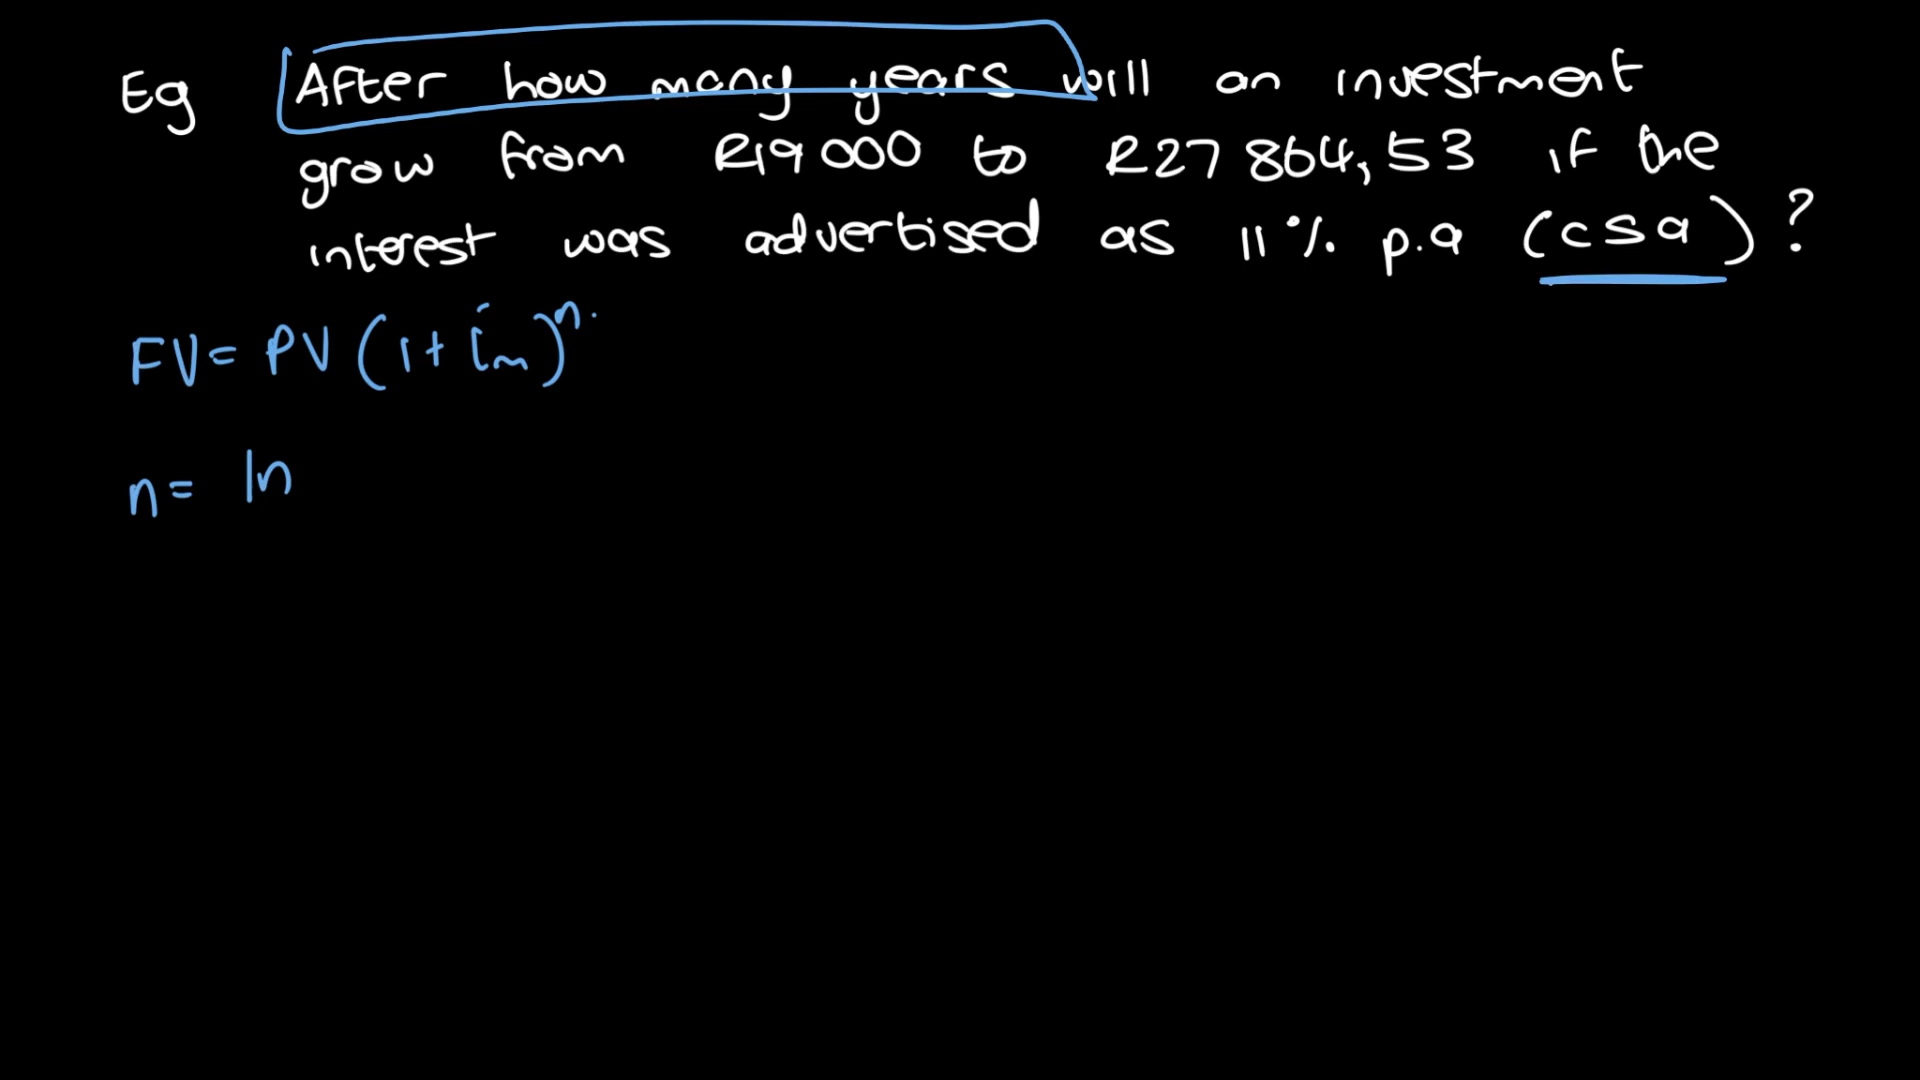 Eg After how many years will an investment
grow from R19 000 to R27 864,53 if the
interest was advertised as 11% p.a (csa)?
FV = PV (1 + im)^n.
n = ln